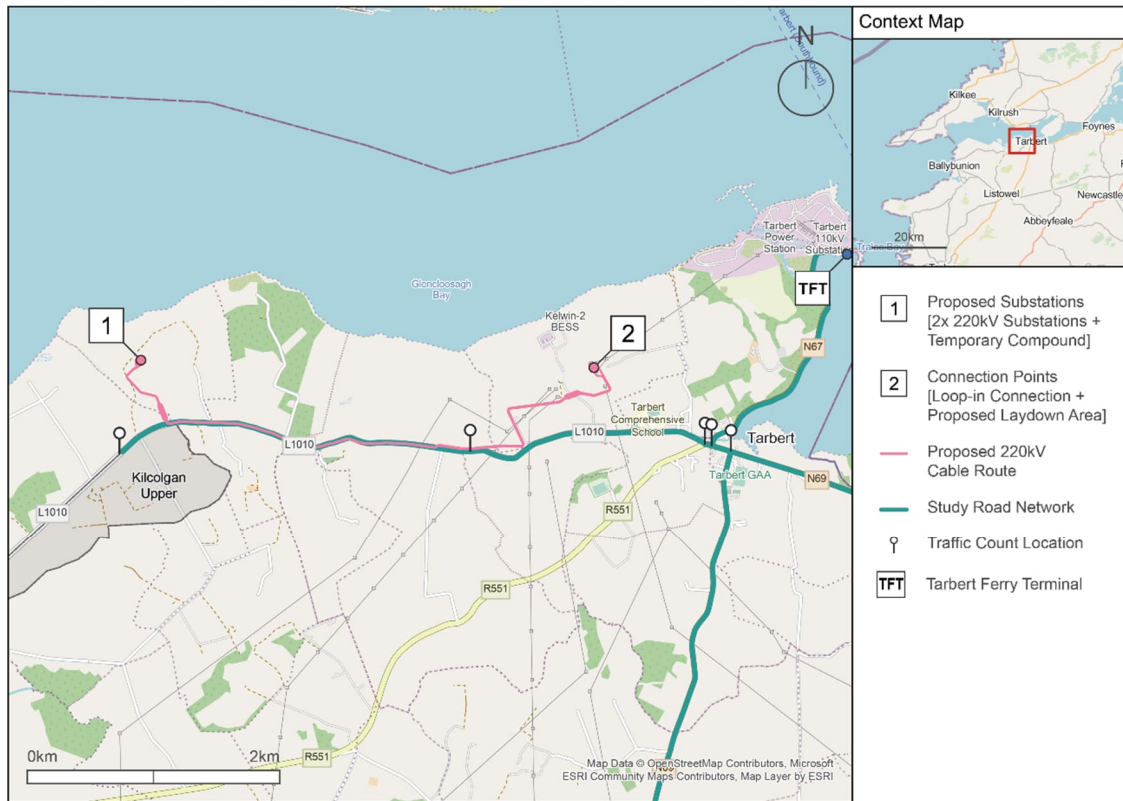 Tarbert (Southbound)
N
Tarbert
Power
Station
Tarbert
110kV
Substation
Glencloosagh
Bay
TFT
1
Kelwin-2
BESS
2
N67
Tarbert
Comprehensive
School
L1010
L1010
Tarbert
Kilcolgan
Upper
Tarbert GAA
N69
L1010
R551
R551
R551
N69
0km
2km
Map Data © OpenStreetMap Contributors, Microsoft
ESRI Community Maps Contributors, Map Layer by ESRI
Context Map
Kilkee
Kilrush
Foynes
Tarbert
Ballybunion
Listowel
Newcastle
Abbeyfeale
20km
1
Proposed Substations
[2x 220kV Substations +
Temporary Compound]
2
Connection Points
[Loop-in Connection +
Proposed Laydown Area]
Proposed 220kV
Cable Route
Study Road Network
Traffic Count Location
TFT
Tarbert Ferry Terminal